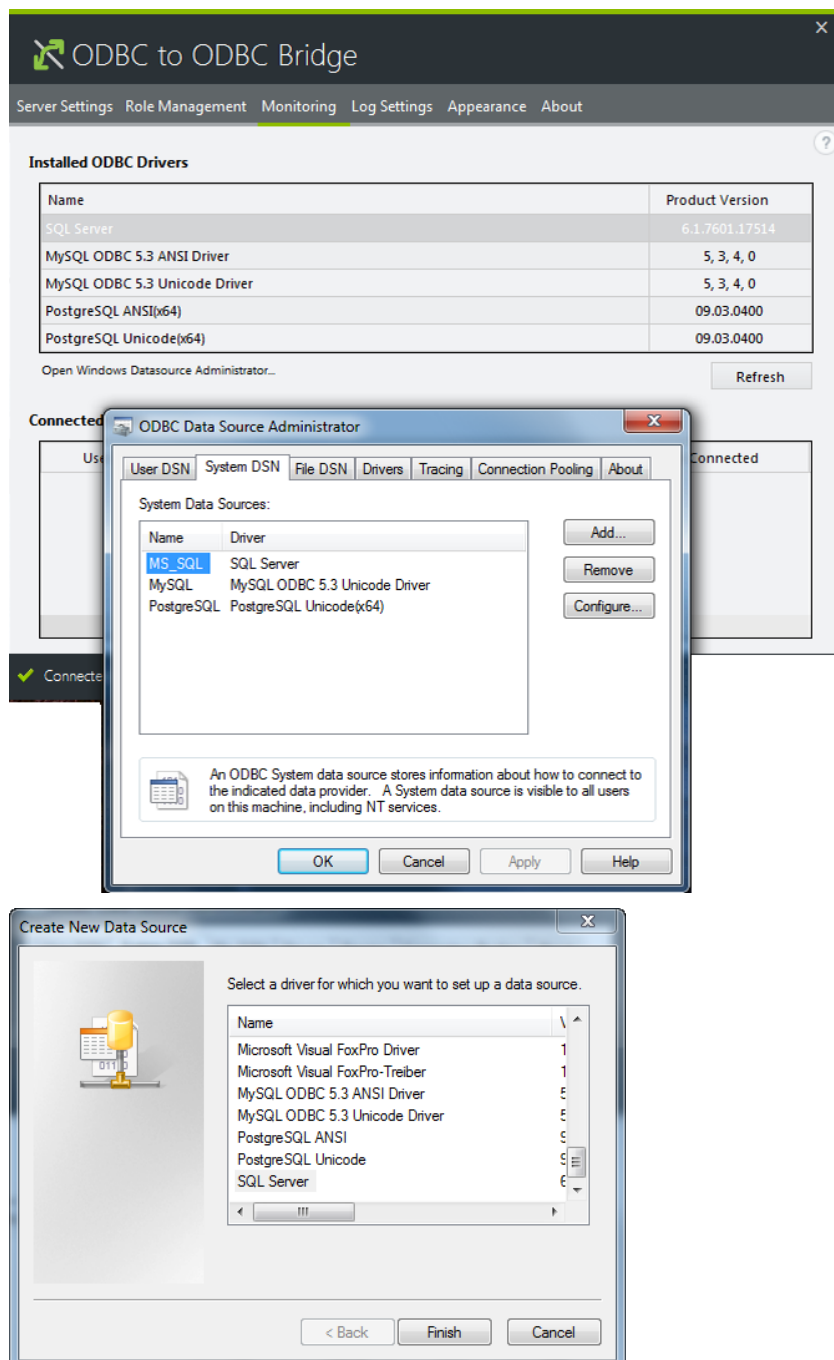 ODBC to ODBC Bridge
Server Settings Role Management Monitoring Log Settings Appearance About
?
Installed ODBC Drivers
Name Product Version
SQL Server 6.1.7601.17514
MySQL ODBC 5.3 ANSI Driver 5, 3, 4, 0
MySQL ODBC 5.3 Unicode Driver 5, 3, 4, 0
PostgreSQL ANSI(x64) 09.03.0400
PostgreSQL Unicode(x64) 09.03.0400
Open Windows Datasource Administrator...
Refresh
Connected
Use Connected
Connecte
ODBC Data Source Administrator
User DSN System DSN File DSN Drivers Tracing Connection Pooling About
System Data Sources:
Name Driver
MS_SQL SQL Server
MySQL MySQL ODBC 5.3 Unicode Driver
PostgreSQL PostgreSQL Unicode(x64)
Add...
Remove
Configure...
An ODBC System data source stores information about how to connect to
the indicated data provider. A System data source is visible to all users
on this machine, including NT services.
OK Cancel Apply Help
Create New Data Source
Select a driver for which you want to set up a data source.
Name
Microsoft Visual FoxPro Driver 1
Microsoft Visual FoxPro-Treiber 1
MySQL ODBC 5.3 ANSI Driver 5
MySQL ODBC 5.3 Unicode Driver 5
PostgreSQL ANSI 9
PostgreSQL Unicode 9
SQL Server 6
< Back Finish Cancel